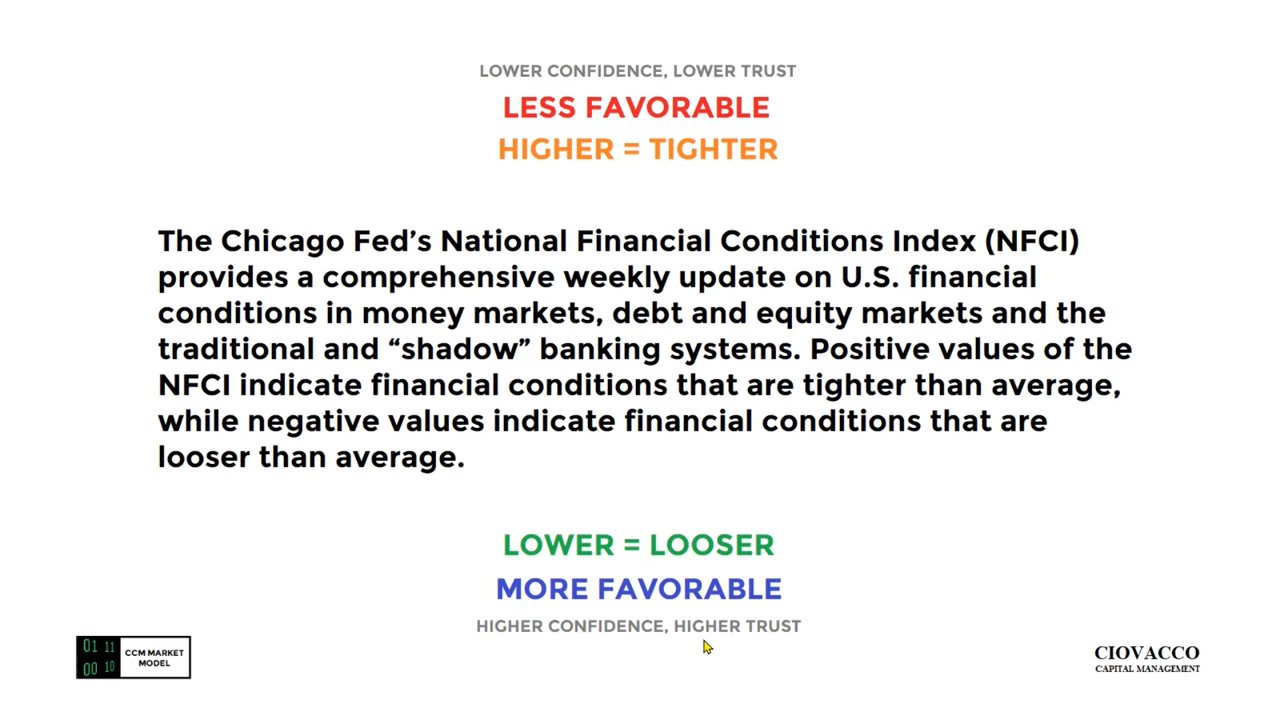 LOWER CONFIDENCE, LOWER TRUST
LESS FAVORABLE
HIGHER = TIGHTER
The Chicago Fed’s National Financial Conditions Index (NFCI)
provides a comprehensive weekly update on U.S. financial
conditions in money markets, debt and equity markets and the
traditional and “shadow” banking systems. Positive values of the
NFCI indicate financial conditions that are tighter than average,
while negative values indicate financial conditions that are
looser than average.
LOWER = LOOSER
MORE FAVORABLE
HIGHER CONFIDENCE, HIGHER TRUST
01 11
00 10
CCM MARKET
MODEL
CIOVACCO
CAPITAL MANAGEMENT